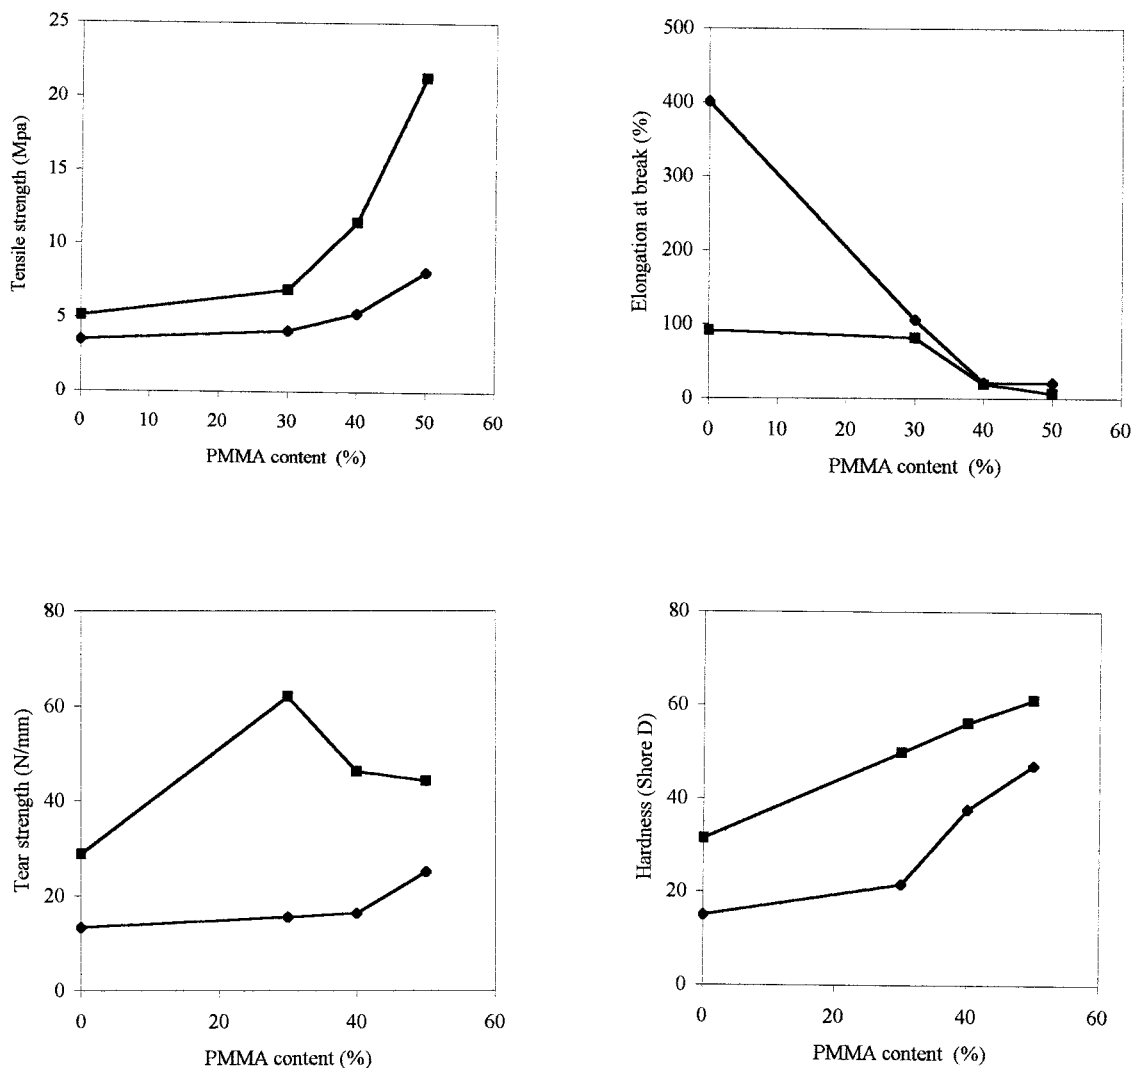 25
20
15
10
5
0
Tensile strength (Mpa)
0 10 20 30 40 50 60
PMMA content (%)
500
400
300
200
100
0
Elongation at break (%)
0 10 20 30 40 50 60
PMMA content (%)
80
60
40
20
0
Tear strength (N/mm)
0 20 40 60
PMMA content (%)
80
60
40
20
0
Hardness (Shore D)
0 20 40 60
PMMA content (%)